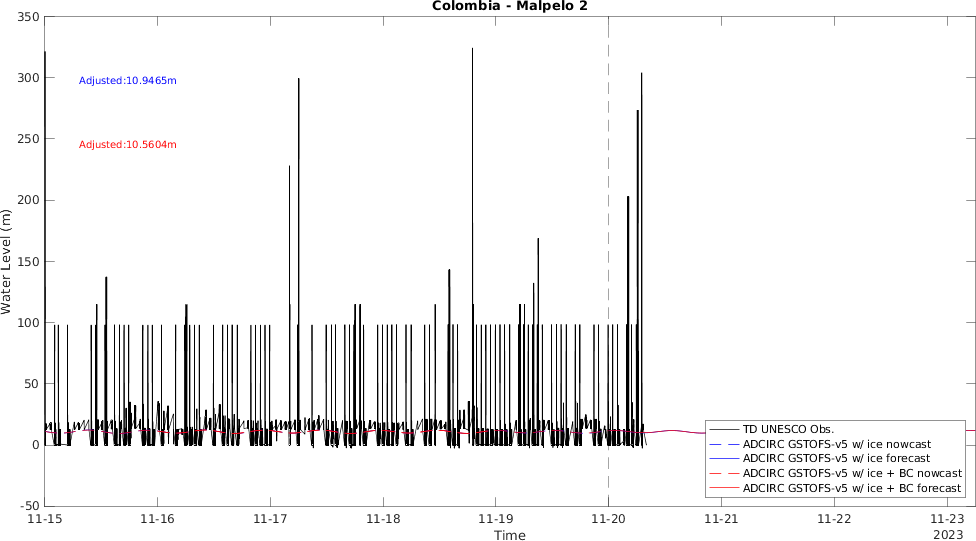 Colombia - Malpelo 2
350
300
250
200
150
100
50
0
-50
Water Level (m)
Adjusted:10.9465m
Adjusted:10.5604m
TD UNESCO Obs.
ADCIRC GSTOFS-v5 w/ ice nowcast
ADCIRC GSTOFS-v5 w/ ice forecast
ADCIRC GSTOFS-v5 w/ ice + BC nowcast
ADCIRC GSTOFS-v5 w/ ice + BC forecast
11-15 11-16 11-17 11-18 11-19 11-20 11-21 11-22 11-23
Time
2023